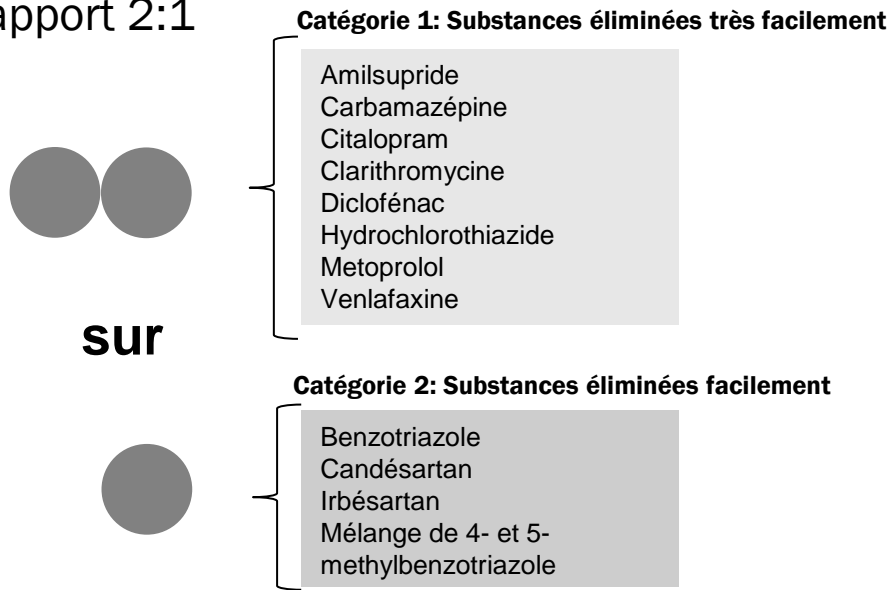 apport 2:1
Catégorie 1: Substances éliminées très facilement
Amilsupride
Carbamazépine
Citalopram
Clarithromycine
Diclofénac
Hydrochlorothiazide
Metoprolol
Venlafaxine
sur
Catégorie 2: Substances éliminées facilement
Benzotriazole
Candésartan
Irbésartan
Mélange de 4- et 5-
methylbenzotriazole